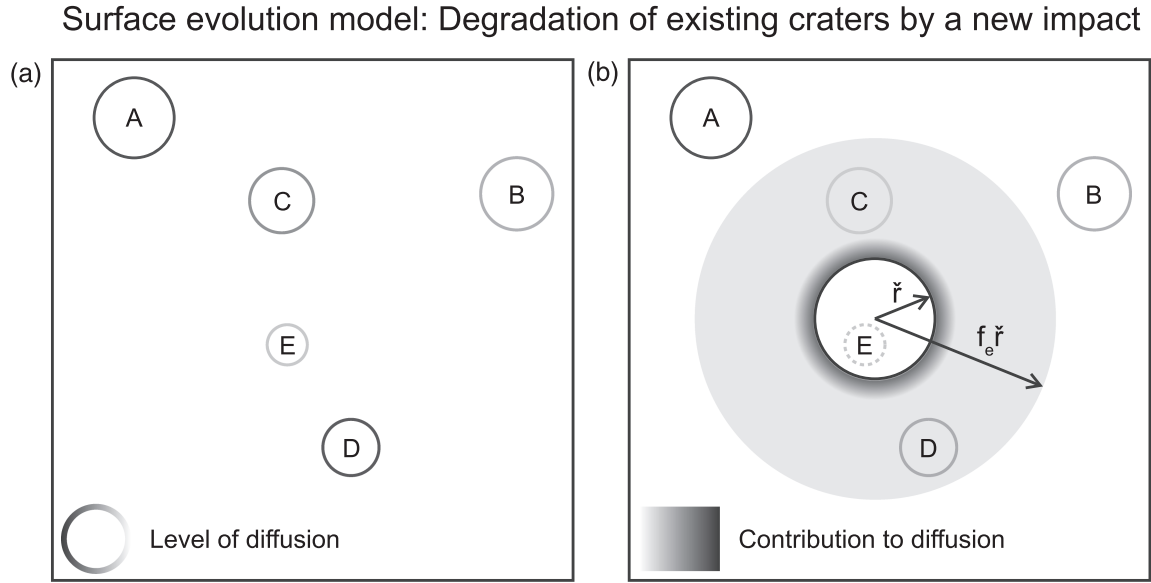 Surface evolution model: Degradation of existing craters by a new impact
(a)
A
C
B
E
D
Level of diffusion
(b)
A
C
B
ř
E
fₑř
D
Contribution to diffusion